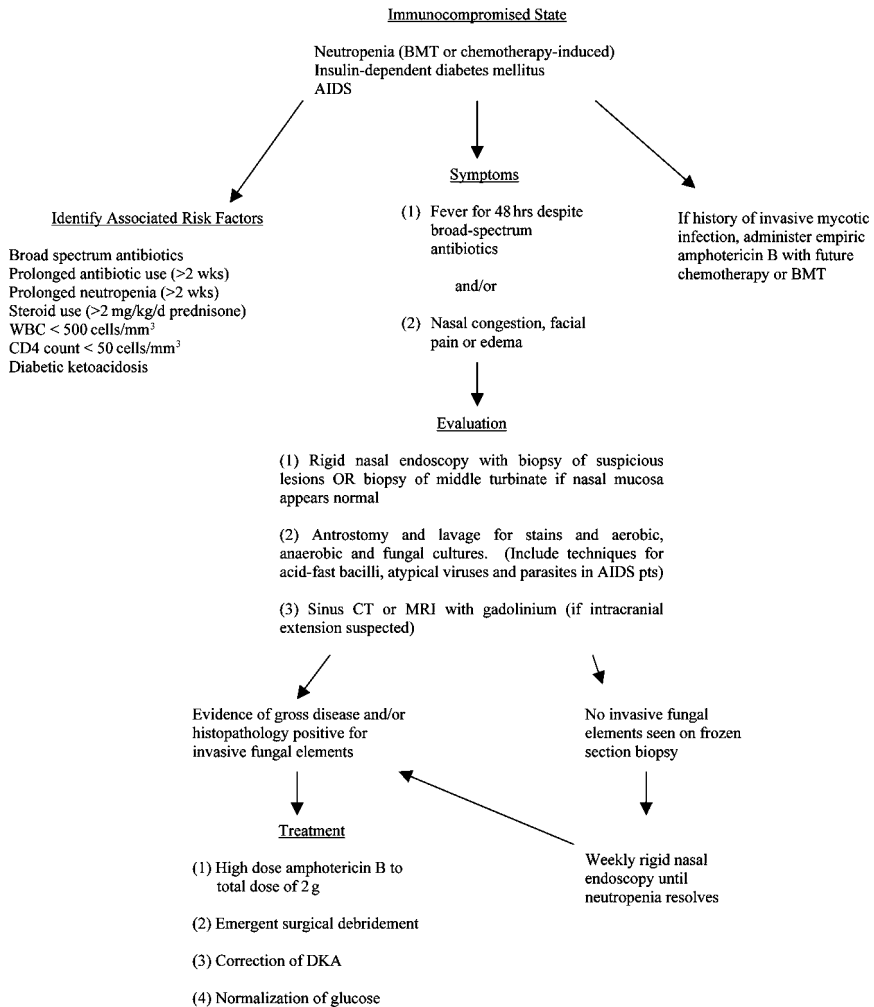 Immunocompromised State
Neutropenia (BMT or chemotherapy-induced)
Insulin-dependent diabetes mellitus
AIDS
Identify Associated Risk Factors
Broad spectrum antibiotics
Prolonged antibiotic use (>2 wks)
Prolonged neutropenia (>2 wks)
Steroid use (>2 mg/kg/d prednisone)
WBC < 500 cells/mm³
CD4 count < 50 cells/mm³
Diabetic ketoacidosis
Symptoms
(1) Fever for 48 hrs despite
broad-spectrum
antibiotics
and/or
(2) Nasal congestion, facial
pain or edema
If history of invasive mycotic
infection, administer empiric
amphotericin B with future
chemotherapy or BMT
Evaluation
(1) Rigid nasal endoscopy with biopsy of suspicious
lesions OR biopsy of middle turbinate if nasal mucosa
appears normal
(2) Antrostomy and lavage for stains and aerobic,
anaerobic and fungal cultures. (Include techniques for
acid-fast bacilli, atypical viruses and parasites in AIDS pts)
(3) Sinus CT or MRI with gadolinium (if intracranial
extension suspected)
Evidence of gross disease and/or
histopathology positive for
invasive fungal elements
No invasive fungal
elements seen on frozen
section biopsy
Treatment
(1) High dose amphotericin B to
total dose of 2 g
(2) Emergent surgical debridement
(3) Correction of DKA
(4) Normalization of glucose
Weekly rigid nasal
endoscopy until
neutropenia resolves